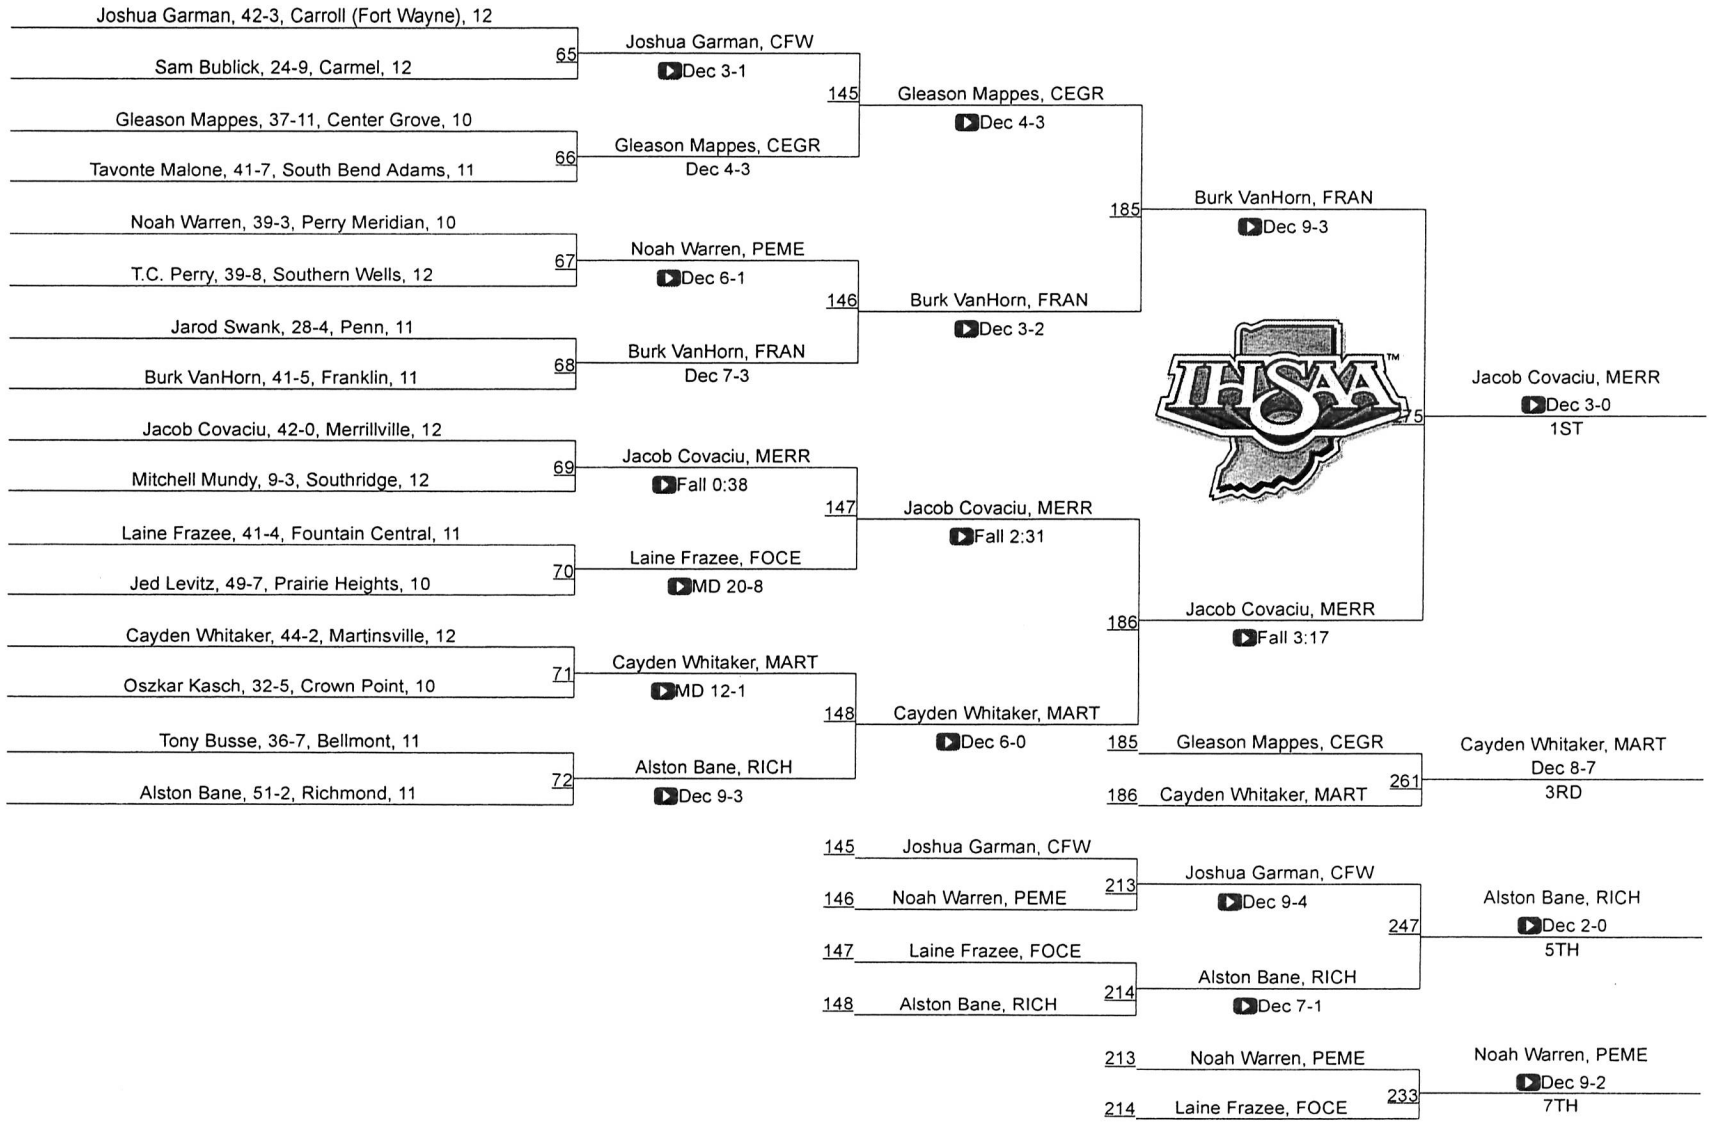 Joshua Garman, 42-3, Carroll (Fort Wayne), 12
65
Sam Bublick, 24-9, Carmel, 12
Joshua Garman, CFW
Dec 3-1
Gleason Mappes, 37-11, Center Grove, 10
66
Tavonte Malone, 41-7, South Bend Adams, 11
Gleason Mappes, CEGR
Dec 4-3
145
Gleason Mappes, CEGR
Dec 4-3
Noah Warren, 39-3, Perry Meridian, 10
67
T.C. Perry, 39-8, Southern Wells, 12
Noah Warren, PEME
Dec 6-1
Jarod Swank, 28-4, Penn, 11
68
Burk VanHorn, 41-5, Franklin, 11
Burk VanHorn, FRAN
Dec 7-3
146
Burk VanHorn, FRAN
Dec 3-2
185
Burk VanHorn, FRAN
Dec 9-3
Jacob Covaciu, 42-0, Merrillville, 12
69
Mitchell Mundy, 9-3, Southridge, 12
Jacob Covaciu, MERR
Fall 0:38
Laine Frazee, 41-4, Fountain Central, 11
70
Jed Levitz, 49-7, Prairie Heights, 10
Laine Frazee, FOCE
MD 20-8
147
Jacob Covaciu, MERR
Fall 2:31
Cayden Whitaker, 44-2, Martinsville, 12
71
Oszkar Kasch, 32-5, Crown Point, 10
Cayden Whitaker, MART
MD 12-1
Tony Busse, 36-7, Bellmont, 11
72
Alston Bane, 51-2, Richmond, 11
Alston Bane, RICH
Dec 9-3
148
Cayden Whitaker, MART
Dec 6-0
186
Jacob Covaciu, MERR
Fall 3:17
IHSAA™
75
Jacob Covaciu, MERR
Dec 3-0
1ST
185
Gleason Mappes, CEGR
186
Cayden Whitaker, MART
261
Cayden Whitaker, MART
Dec 8-7
3RD
145
Joshua Garman, CFW
146
Noah Warren, PEME
213
Joshua Garman, CFW
Dec 9-4
147
Laine Frazee, FOCE
148
Alston Bane, RICH
214
Alston Bane, RICH
Dec 7-1
247
Alston Bane, RICH
Dec 2-0
5TH
213
Noah Warren, PEME
214
Laine Frazee, FOCE
233
Noah Warren, PEME
Dec 9-2
7TH